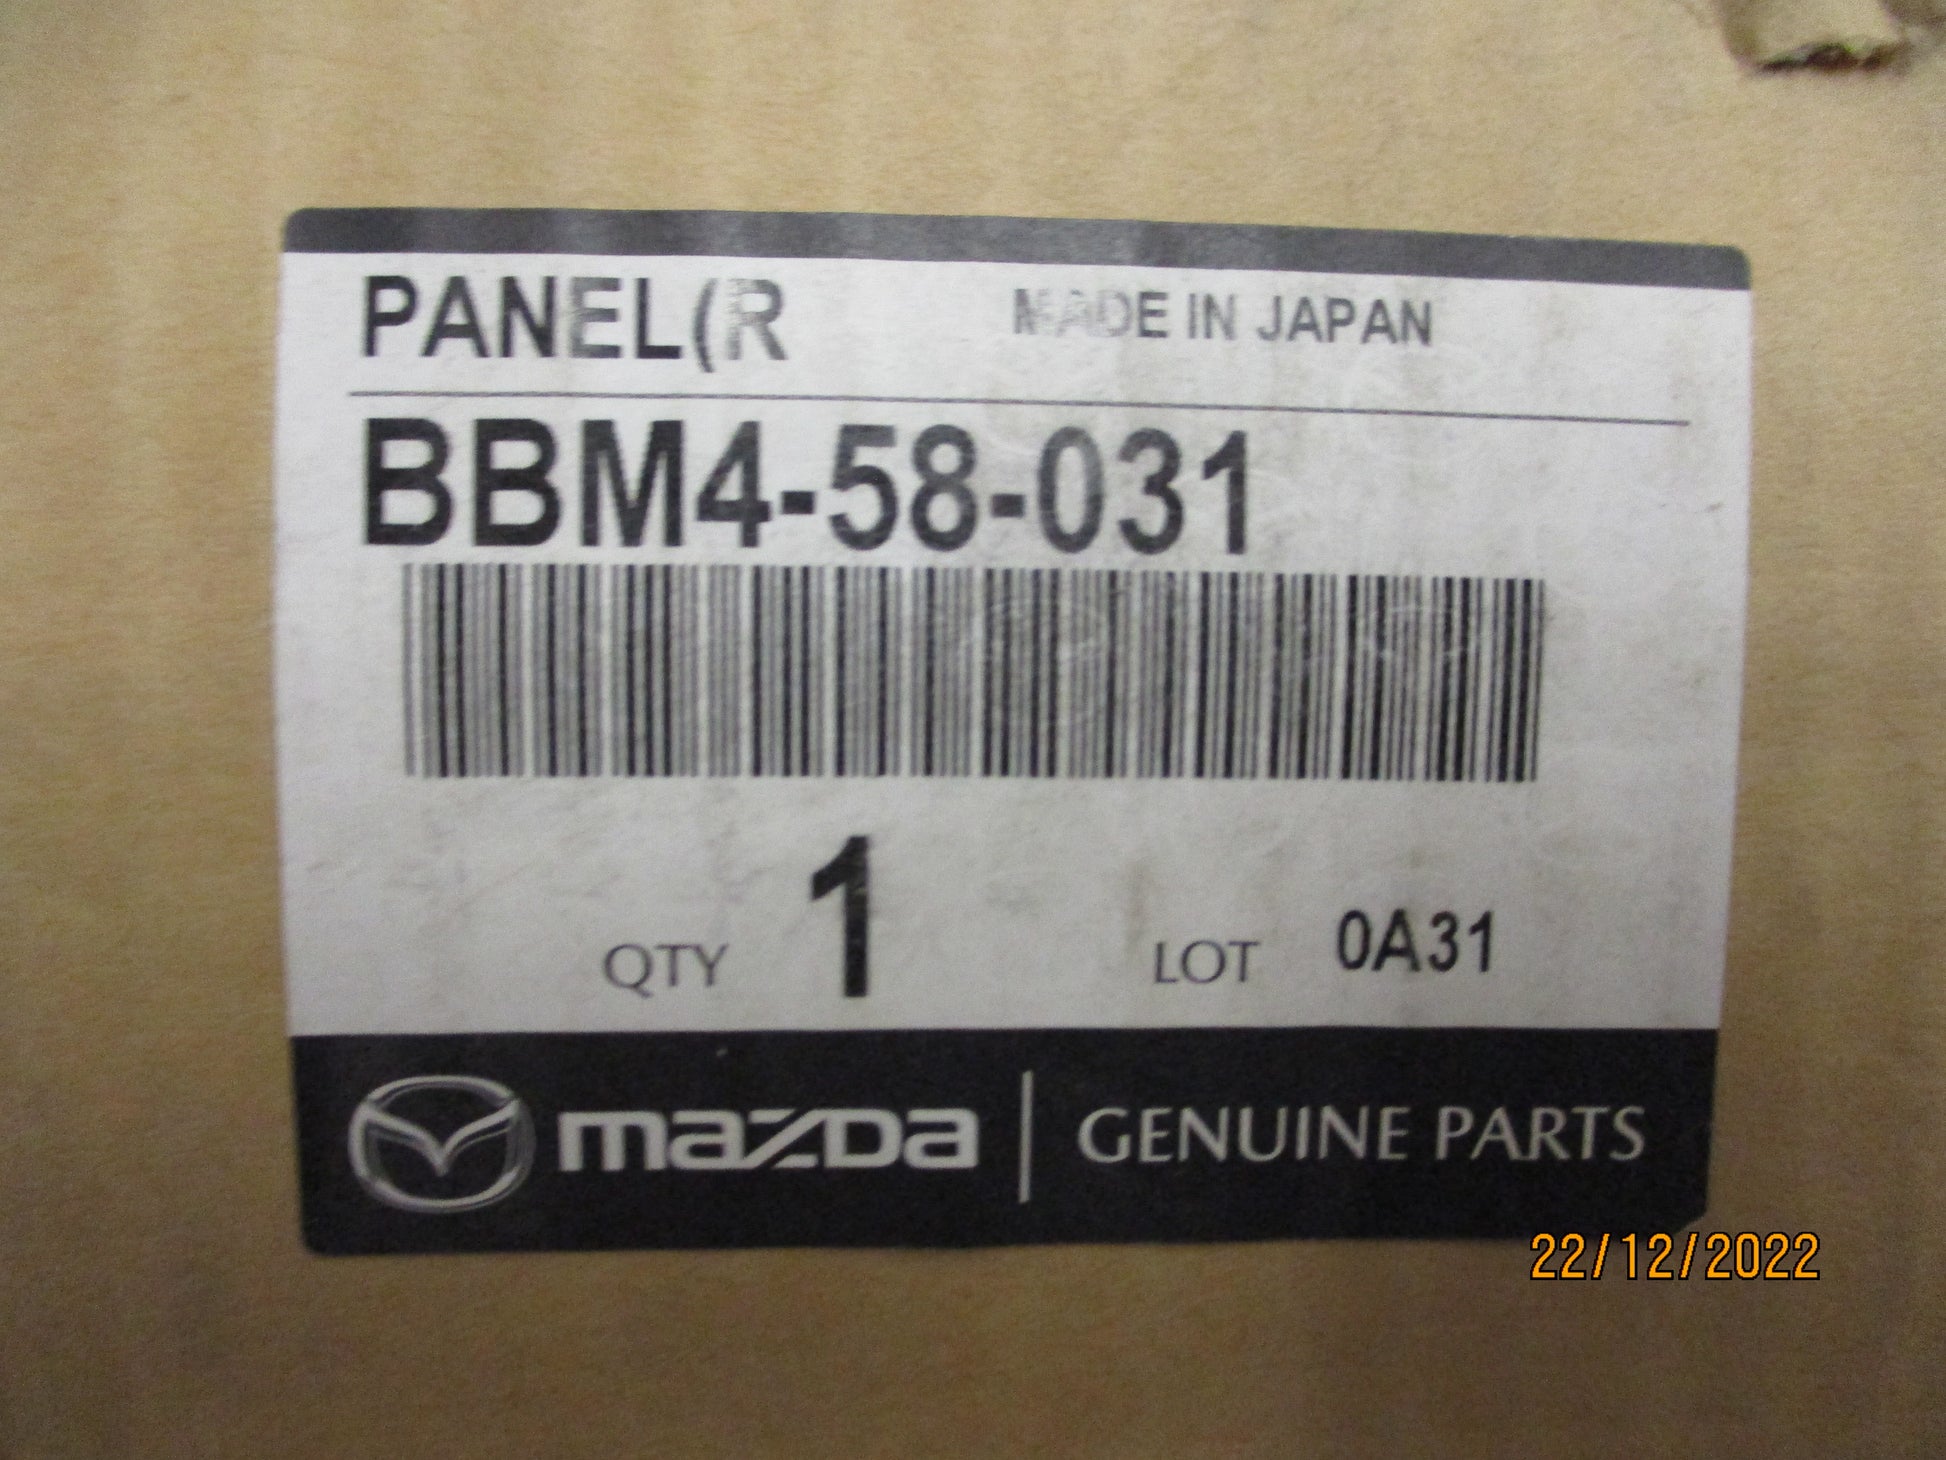 PANEL(R MADE IN JAPAN
BBM4-58-031
QTY 1 LOT 0A31
mazda | GENUINE PARTS
22/12/2022